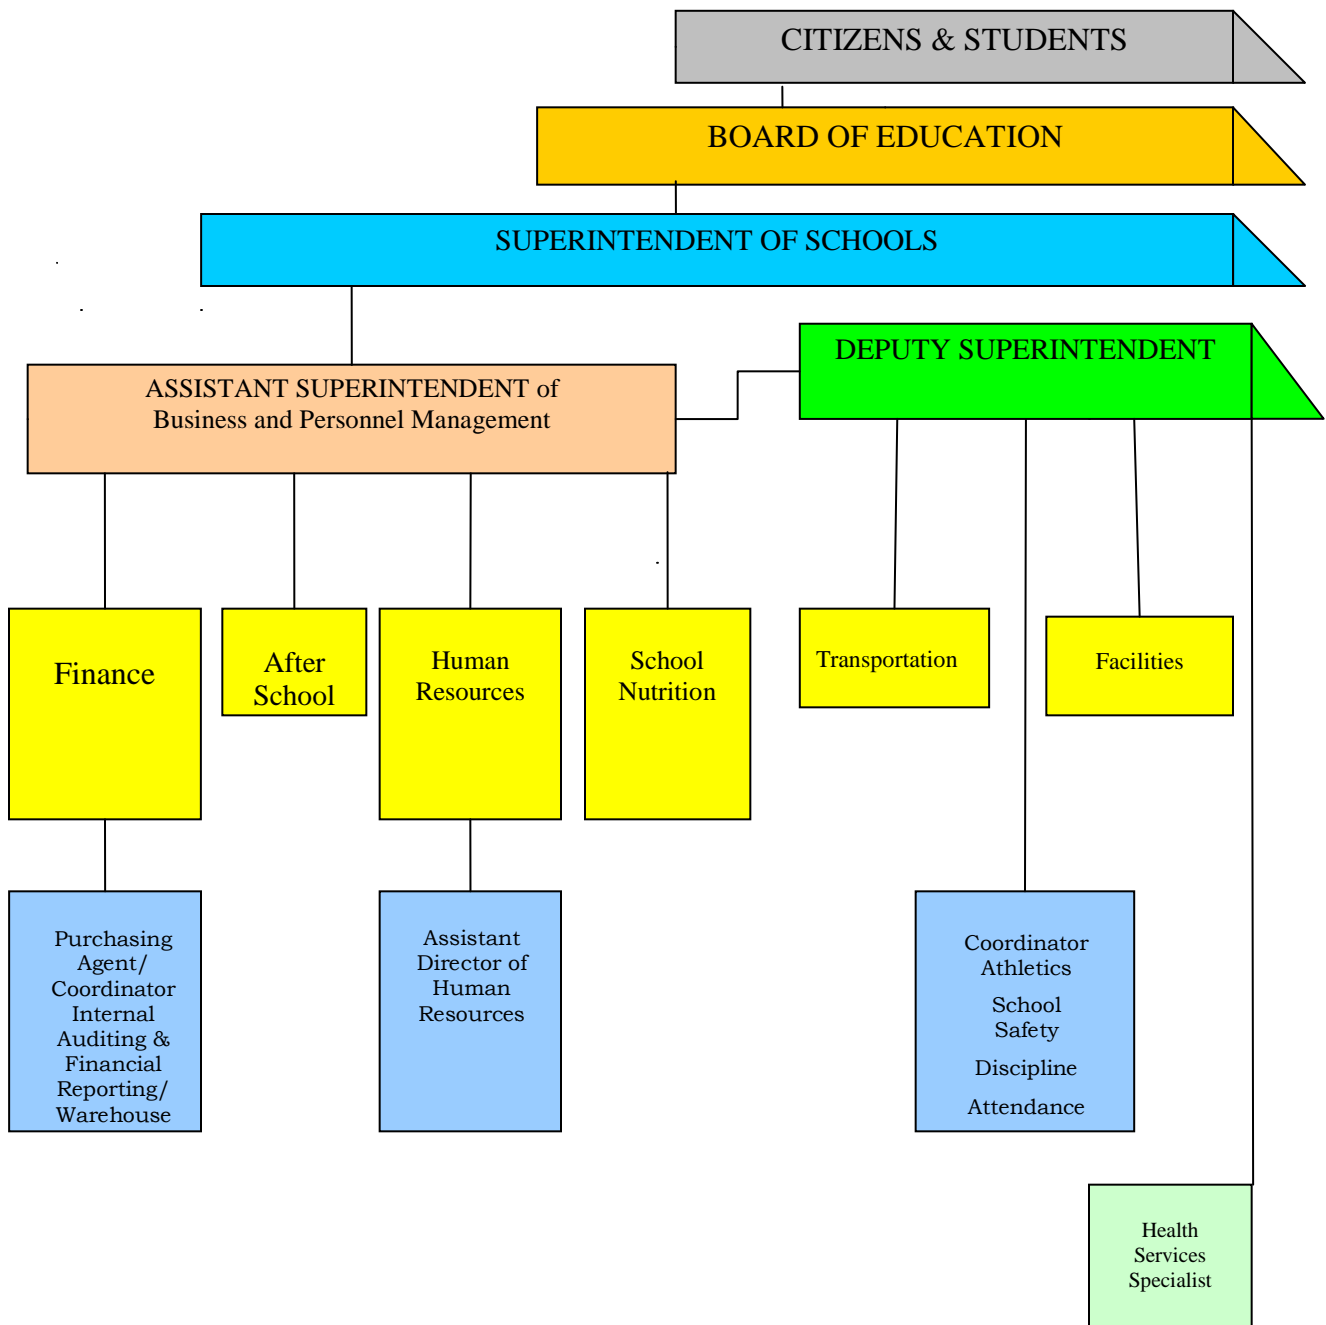 CITIZENS & STUDENTS
BOARD OF EDUCATION
SUPERINTENDENT OF SCHOOLS
DEPUTY SUPERINTENDENT
ASSISTANT SUPERINTENDENT of
Business and Personnel Management
Finance
After
School
Human
Resources
School
Nutrition
Transportation
Facilities
Purchasing
Agent/
Coordinator
Internal
Auditing &
Financial
Reporting/
Warehouse
Assistant
Director of
Human
Resources
Coordinator
Athletics
School
Safety
Discipline
Attendance
Health
Services
Specialist